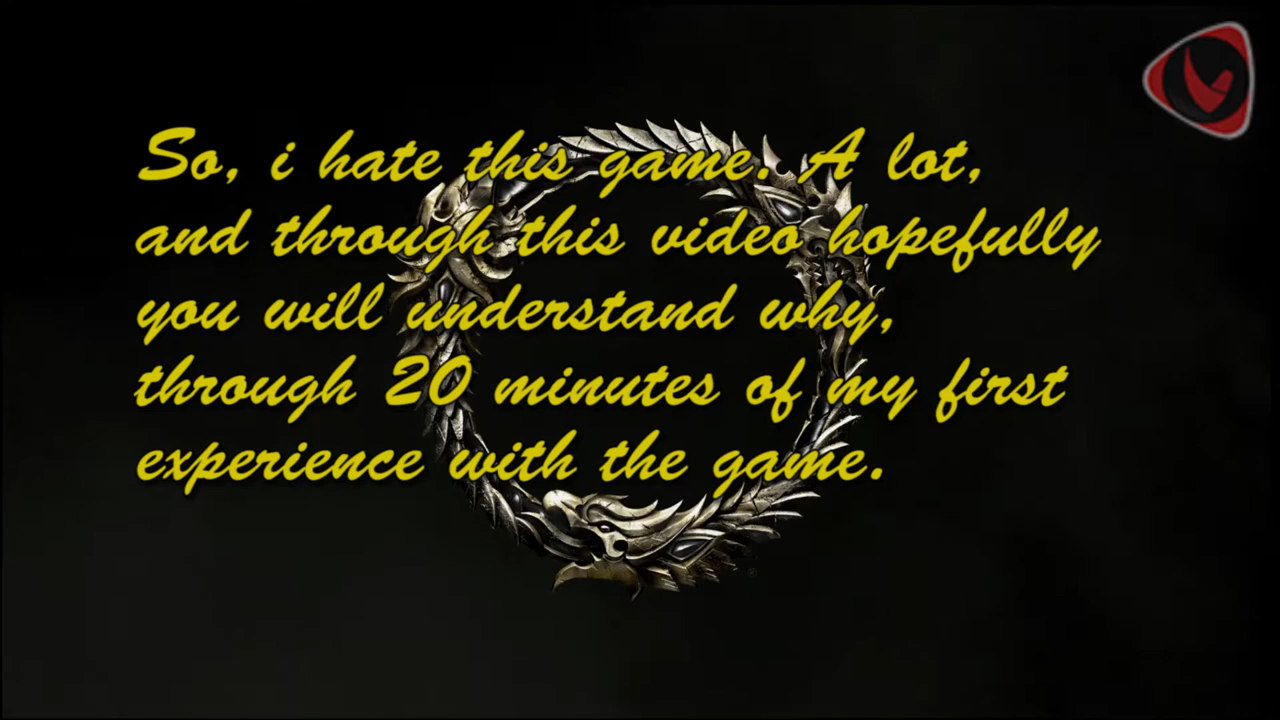 So, i hate this game. A lot,
and through this video hopefully
you will understand why,
through 20 minutes of my first
experience with the game.